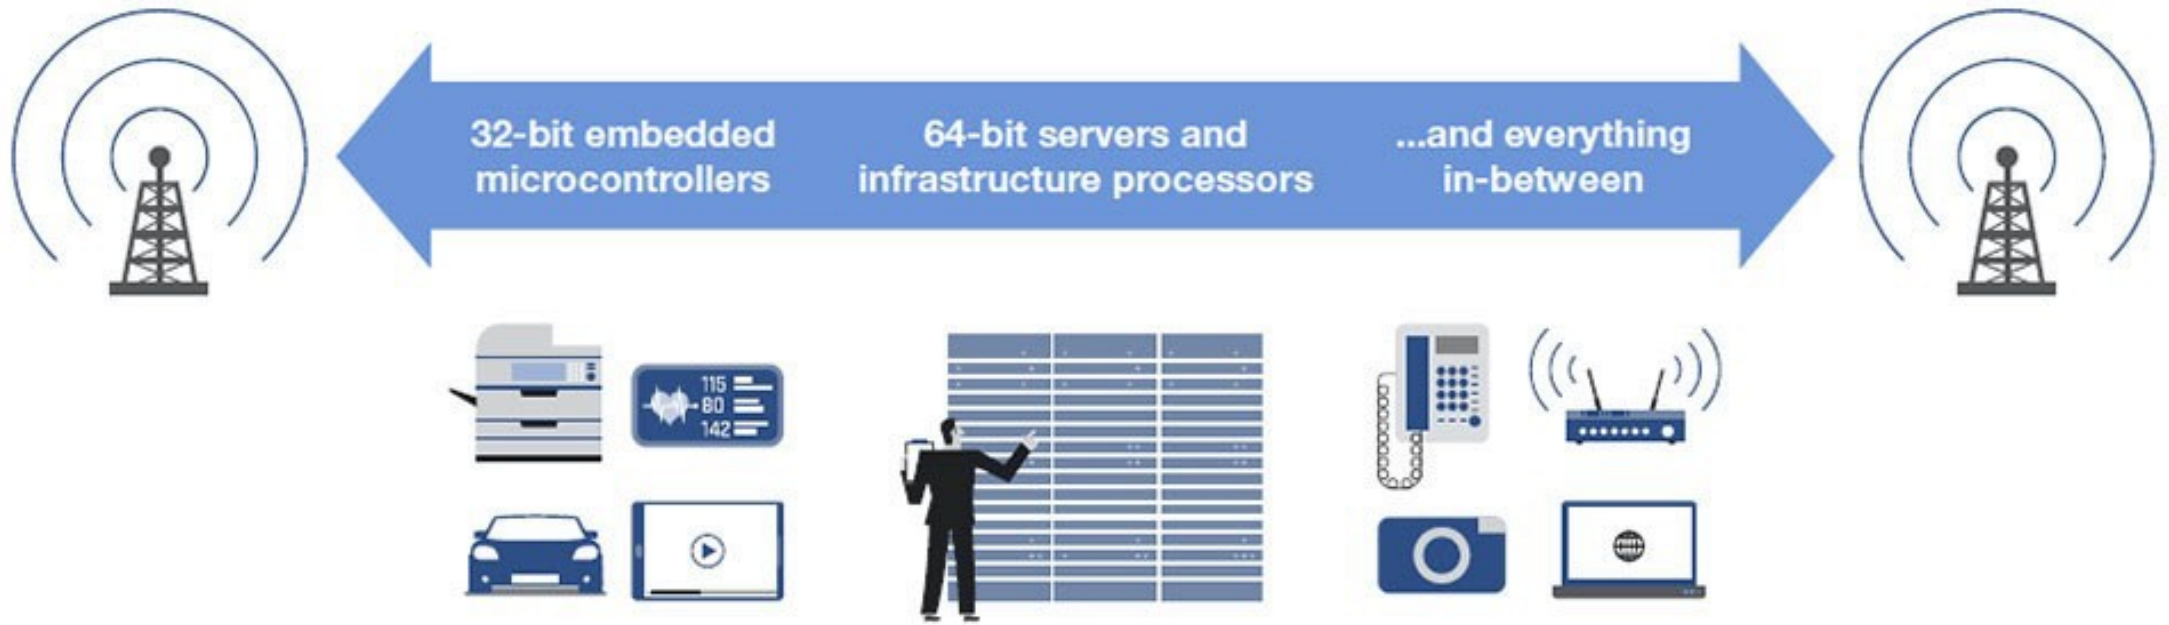 32-bit embedded
microcontrollers
64-bit servers and
infrastructure processors
...and everything
in-between
115
80
142